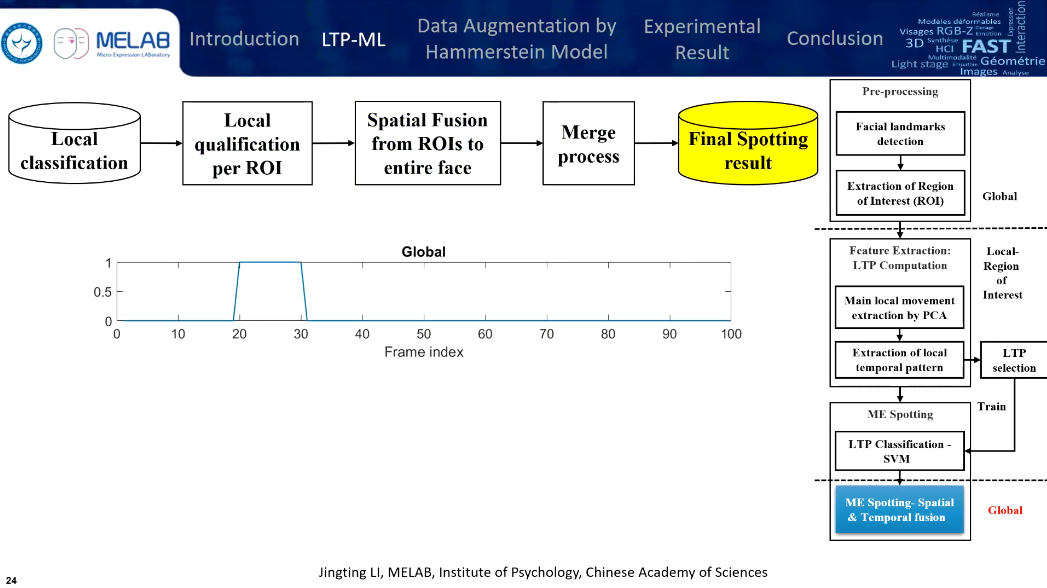 MELAB
Micro-Expression LABoratory
Introduction
LTP-ML
Data Augmentation by
Hammerstein Model
Experimental
Result
Conclusion
Réalisme
Modèles déformables
Expression
Interaction
Visages RGB-Z Emotion
3D Synthèse
HCI FAST
Multimodalité
Géométrie
Light stage
Images Analyse
Local
classification
Local
qualification
per ROI
Spatial Fusion
from ROIs to
entire face
Merge
process
Final Spotting
result
Global
1
0.5
0
0 10 20 30 40 50 60 70 80 90 100
Frame index
Pre-processing
Facial landmarks
detection
Extraction of Region
of Interest (ROI)
Global
Feature Extraction:
LTP Computation
Local-
Region
of
Interest
Main local movement
extraction by PCA
Extraction of local
temporal pattern
LTP
selection
Train
ME Spotting
LTP Classification -
SVM
ME Spotting- Spatial
& Temporal fusion
Global
Jingting LI, MELAB, Institute of Psychology, Chinese Academy of Sciences
24